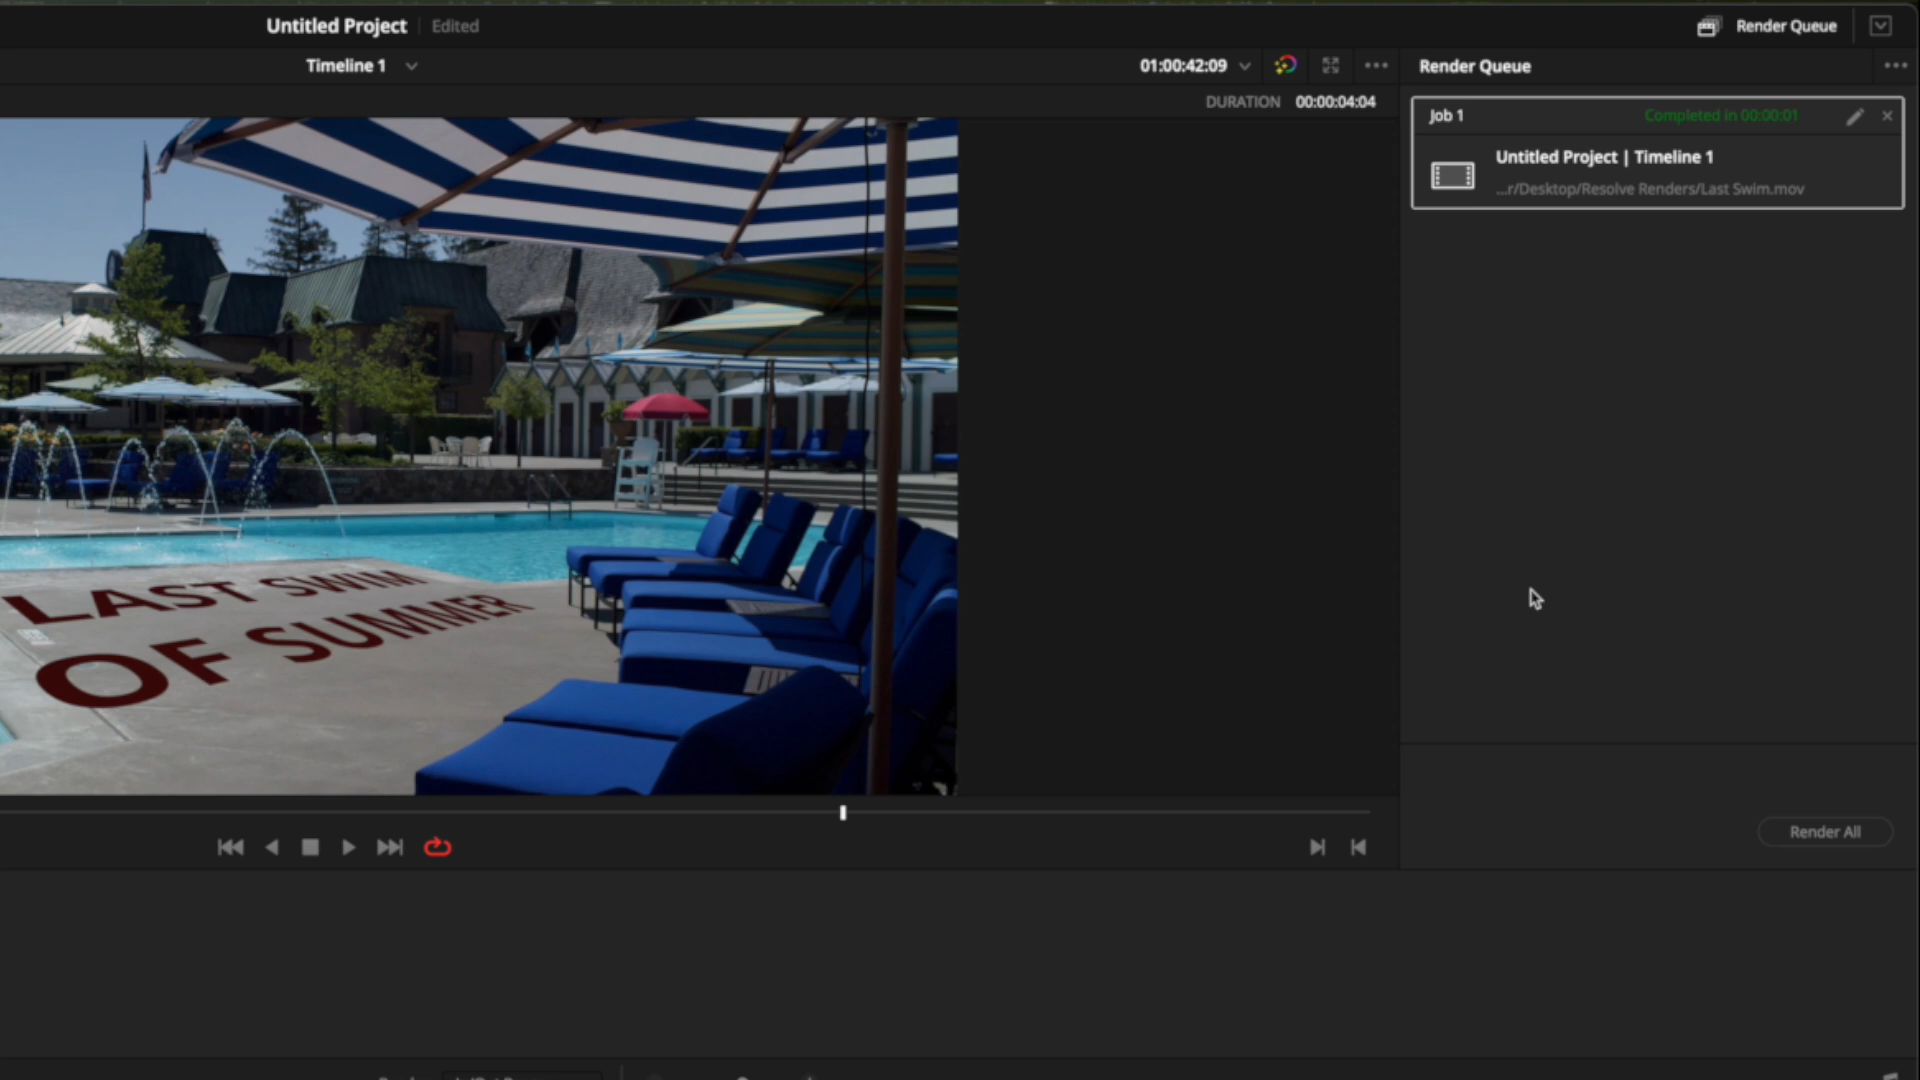 Untitled Project
Edited
Render Queue
Timeline 1
01:00:42:09
Render Queue
DURATION 00:00:04:04
Job 1
Completed in 00:00:01
Untitled Project | Timeline 1
...r/Desktop/Resolve Renders/Last Swim.mov
LAST SWIM
OF SUMMER
Render All